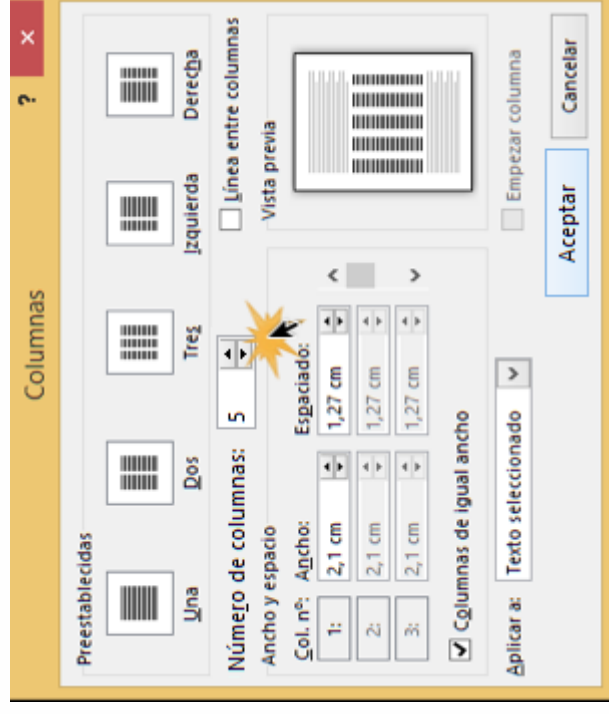 Columnas
? ×
Preestablecidas
Una Dos Tres Izquierda Derecha
Número de columnas: 5
Línea entre columnas
Ancho y espacio
Vista previa
Col. nº: Ancho: Espaciado:
1: 2,1 cm 1,27 cm
2: 2,1 cm 1,27 cm
3: 2,1 cm 1,27 cm
Columnas de igual ancho
Aplicar a: Texto seleccionado
Empezar columna
Aceptar Cancelar